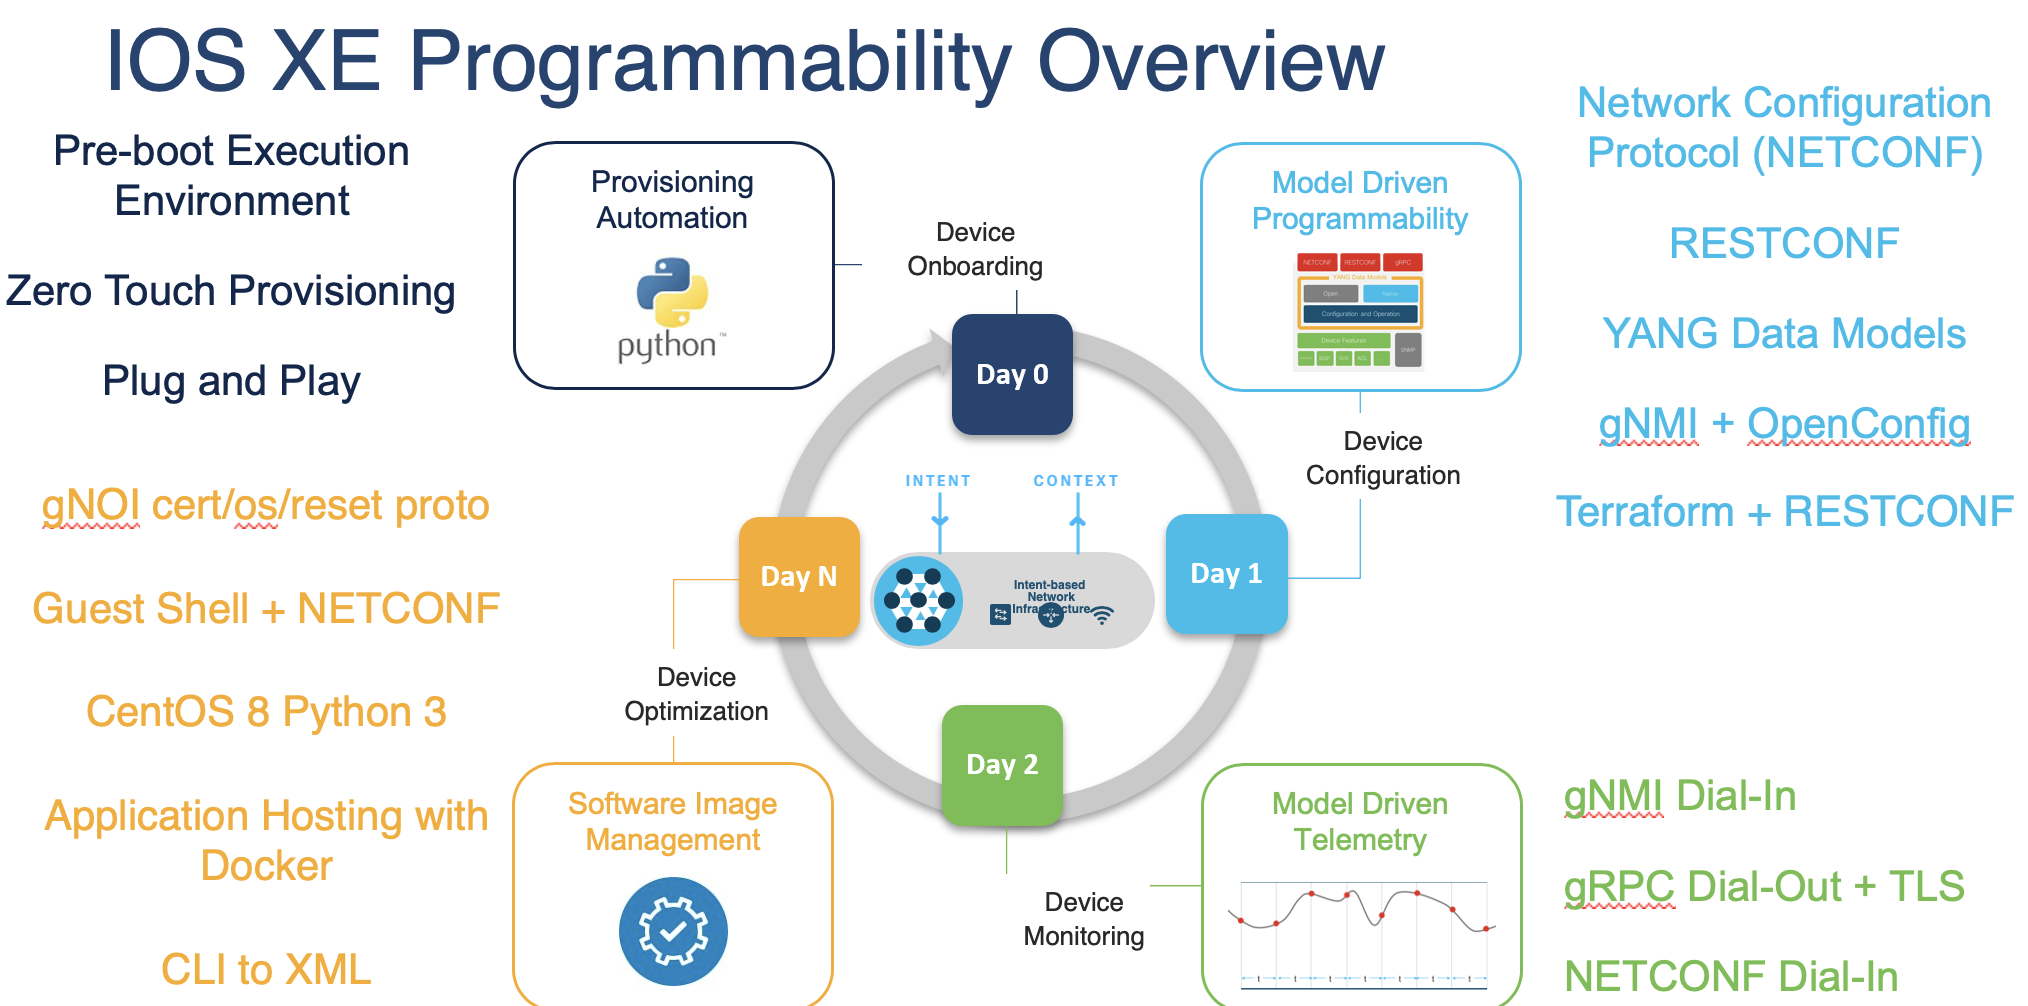 IOS XE Programmability Overview
Pre-boot Execution
Environment
Zero Touch Provisioning
Plug and Play
Provisioning
Automation
python™
Device
Onboarding
Day 0
Model Driven
Programmability
NETCONF
RESTCONF
gRPC
YANG Data Models
Open
Native
Configuration and Operation
Device Features
SNMP
BGP
QoS
ACL
Network Configuration
Protocol (NETCONF)
RESTCONF
YANG Data Models
gNMI + OpenConfig
Terraform + RESTCONF
Device
Configuration
Day 1
INTENT
CONTEXT
Intent-based
Network
Infrastructure
gNOI cert/os/reset proto
Guest Shell + NETCONF
CentOS 8 Python 3
Application Hosting with
Docker
CLI to XML
Day N
Device
Optimization
Software Image
Management
Day 2
Device
Monitoring
Model Driven
Telemetry
t t t t t t t
gNMI Dial-In
gRPC Dial-Out + TLS
NETCONF Dial-In